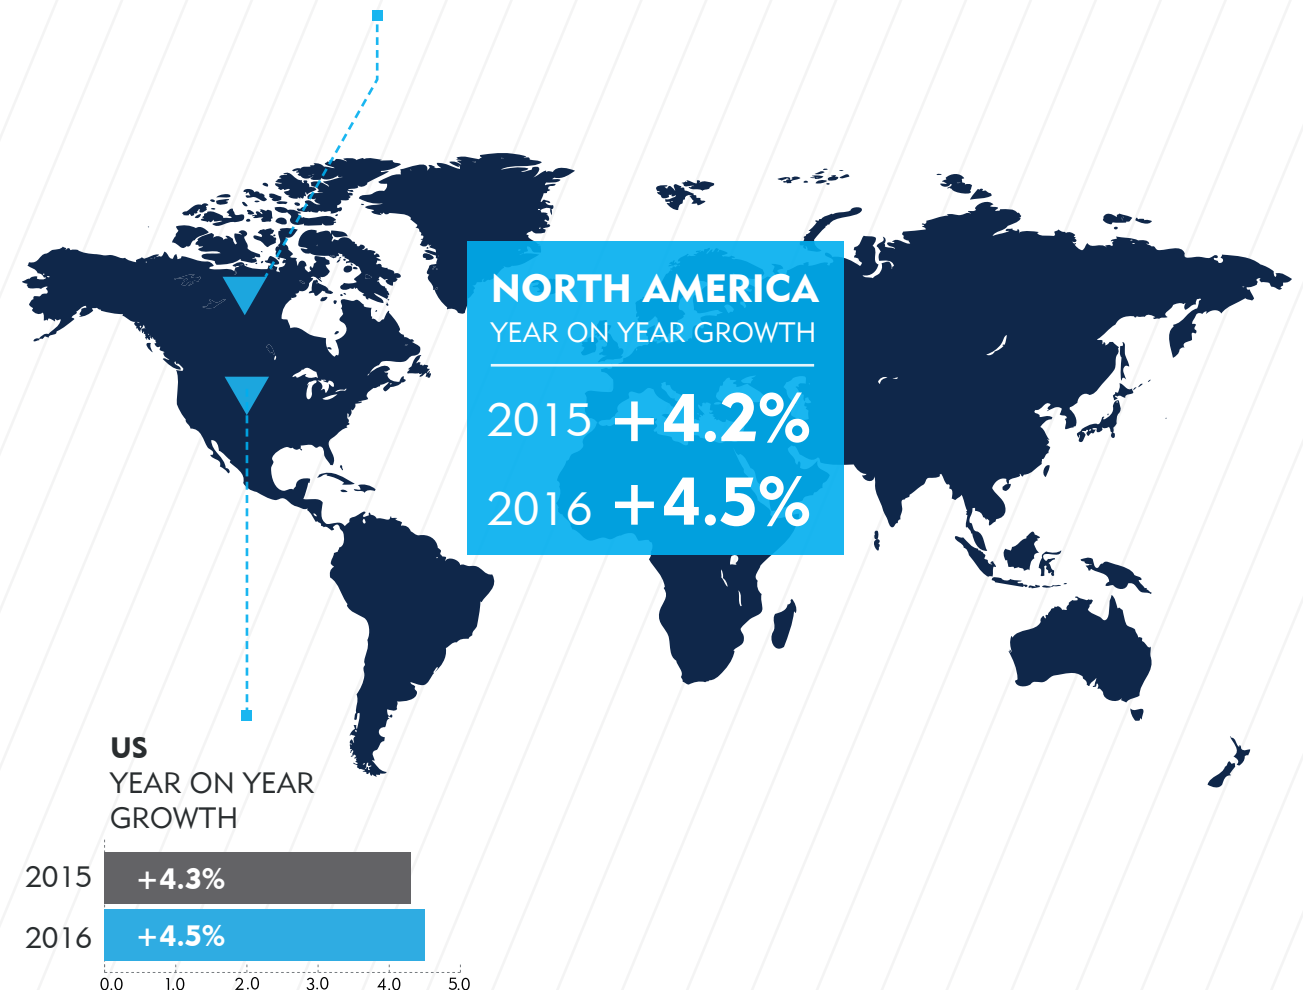 NORTH AMERICA
YEAR ON YEAR GROWTH
2015 +4.2%
2016 +4.5%
US
YEAR ON YEAR
GROWTH
2015 +4.3%
2016 +4.5%
0.0 1.0 2.0 3.0 4.0 5.0